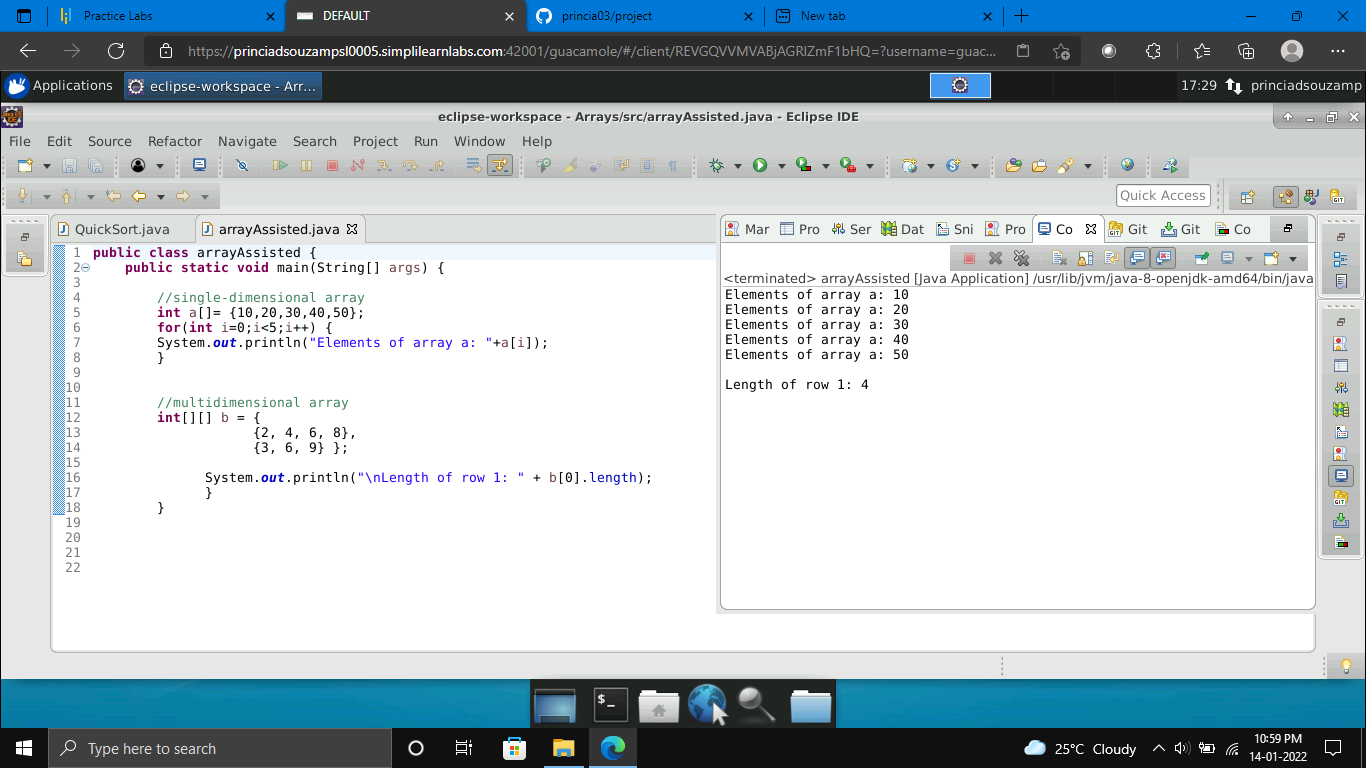 Practice Labs
DEFAULT
princia03/project
New tab
https://princiadsouzampsl0005.simplilearnlabs.com:42001/guacamole/#/client/REVGQVVMVABjAGRlZmF1bHQ=?username=guac...
Applications
eclipse-workspace - Arr...
17:29
princiadsouzamp
eclipse-workspace - Arrays/src/arrayAssisted.java - Eclipse IDE
File Edit Source Refactor Navigate Search Project Run Window Help
Quick Access
QuickSort.java
arrayAssisted.java
1 public class arrayAssisted {
2 public static void main(String[] args) {
3
4 //single-dimensional array
5 int a[]= {10,20,30,40,50};
6 for(int i=0;i<5;i++) {
7 System.out.println("Elements of array a: "+a[i]);
8 }
9
10
11 //multidimensional array
12 int[][] b = {
13 {2, 4, 6, 8},
14 {3, 6, 9} };
15
16 System.out.println("\nLength of row 1: " + b[0].length);
17 }
18 }
19
20
21
22
Mar Pro Ser Dat Sni Pro Co Git Git Co
<terminated> arrayAssisted [Java Application] /usr/lib/jvm/java-8-openjdk-amd64/bin/java
Elements of array a: 10
Elements of array a: 20
Elements of array a: 30
Elements of array a: 40
Elements of array a: 50
Length of row 1: 4
Type here to search
25°C Cloudy
10:59 PM
14-01-2022